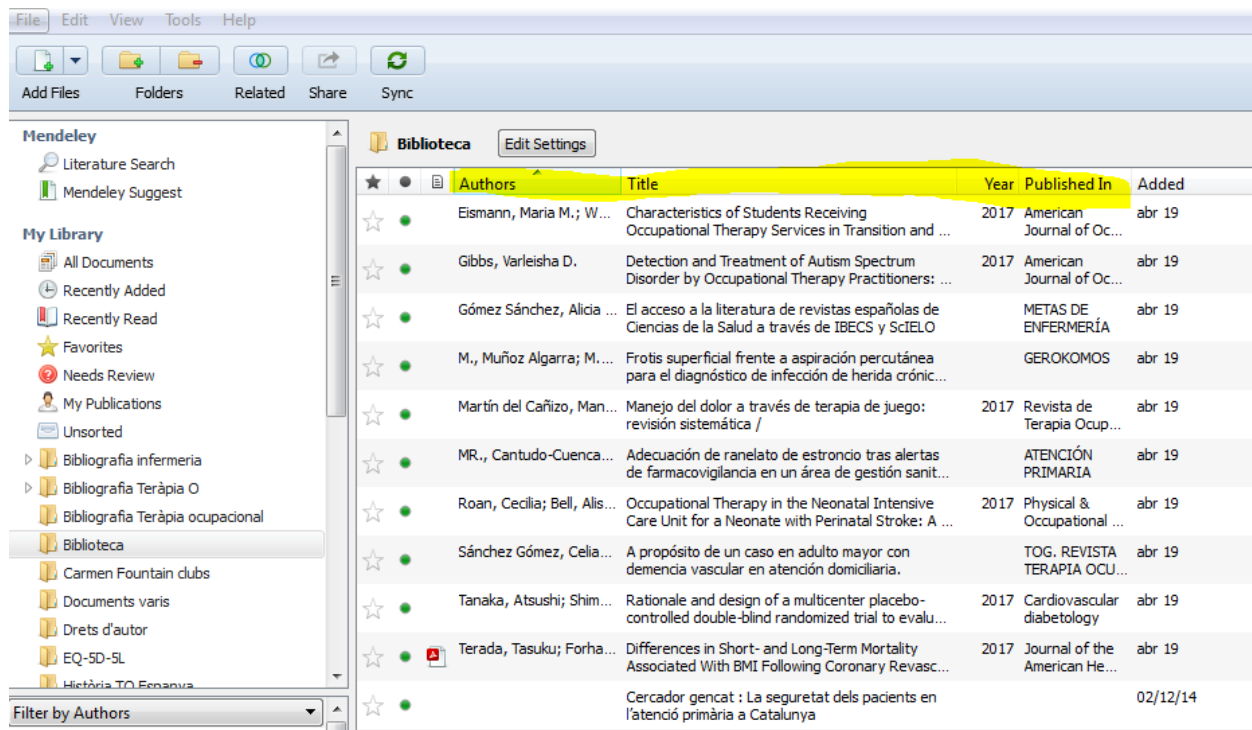 File Edit View Tools Help
Add Files Folders Related Share Sync
Mendeley
Literature Search
Mendeley Suggest
My Library
All Documents
Recently Added
Recently Read
Favorites
Needs Review
My Publications
Unsorted
Bibliografia infermeria
Bibliografia Teràpia O
Bibliografia Teràpia ocupacional
Biblioteca
Carmen Fountain clubs
Documents varis
Drets d'autor
EQ-5D-5L
Història TO Espanya
Filter by Authors
Biblioteca Edit Settings
Authors Title Year Published In Added
Eismann, Maria M.; W... Characteristics of Students Receiving 2017 American abr 19
Occupational Therapy Services in Transition and ... Journal of Oc...
Gibbs, Varleisha D. Detection and Treatment of Autism Spectrum 2017 American abr 19
Disorder by Occupational Therapy Practitioners: ... Journal of Oc...
Gómez Sánchez, Alicia ... El acceso a la literatura de revistas españolas de METAS DE abr 19
Ciencias de la Salud a través de IBECS y ScIELO ENFERMERÍA
M., Muñoz Algarra; M.... Frotis superficial frente a aspiración percutánea GEROKOMOS abr 19
para el diagnóstico de infección de herida crónic...
Martín del Cañizo, Man... Manejo del dolor a través de terapia de juego: 2017 Revista de abr 19
revisión sistemática / Terapia Ocup...
MR., Cantudo-Cuenca... Adecuación de ranelato de estroncio tras alertas ATENCIÓN abr 19
de farmacovigilancia en un área de gestión sanit... PRIMARIA
Roan, Cecilia; Bell, Alis... Occupational Therapy in the Neonatal Intensive 2017 Physical & abr 19
Care Unit for a Neonate with Perinatal Stroke: A ... Occupational ...
Sánchez Gómez, Celia... A propósito de un caso en adulto mayor con TOG. REVISTA abr 19
demencia vascular en atención domiciliaria. TERAPIA OCU...
Tanaka, Atsushi; Shim... Rationale and design of a multicenter placebo- 2017 Cardiovascular abr 19
controlled double-blind randomized trial to evalu... diabetology
Terada, Tasuku; Forha... Differences in Short- and Long-Term Mortality 2017 Journal of the abr 19
Associated With BMI Following Coronary Revasc... American He...
Cercador gencat : La seguretat dels pacients en 02/12/14
l'atenció primària a Catalunya